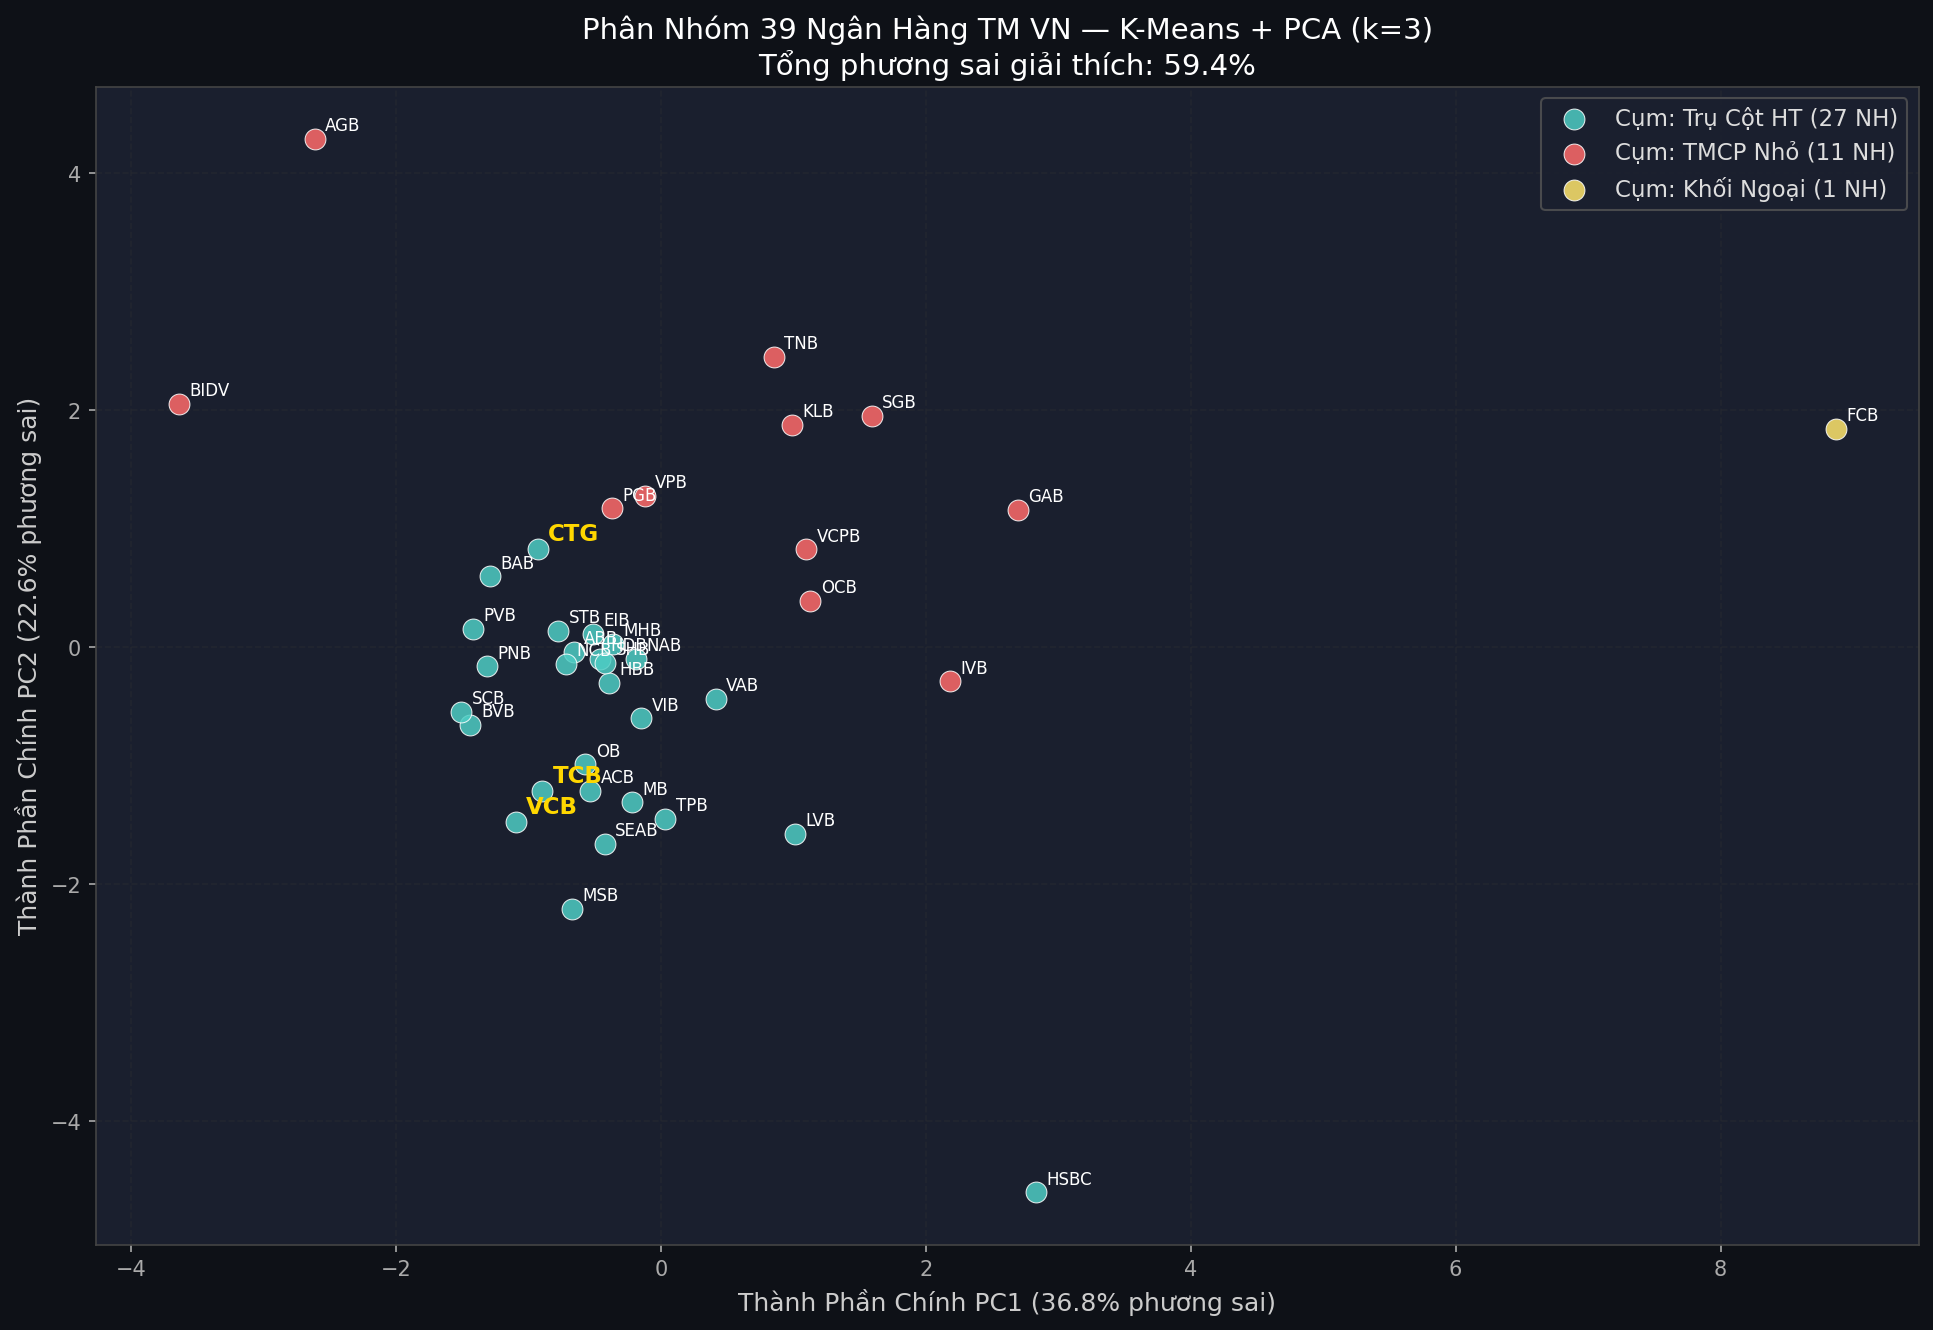 Phân Nhóm 39 Ngân Hàng TM VN — K-Means + PCA (k=3)
Tổng phương sai giải thích: 59.4%
Cụm: Trụ Cột HT (27 NH)
Cụm: TMCP Nhỏ (11 NH)
Cụm: Khối Ngoại (1 NH)
Thành Phần Chính PC2 (22.6% phương sai)
4
2
0
−2
−4
AGB
TNB
BIDV
SGB
KLB
FCB
VPB
PGB
GAB
CTG
VCPB
BAB
OCB
PVB
STB
EIB
MHB
ABB
HDB
NAB
NCB
SHB
PNB
HBB
IVB
VAB
SCB
VIB
BVB
OB
TCB
ACB
MB
VCB
TPB
LVB
SEAB
MSB
HSBC
−4
−2
0
2
4
6
8
Thành Phần Chính PC1 (36.8% phương sai)